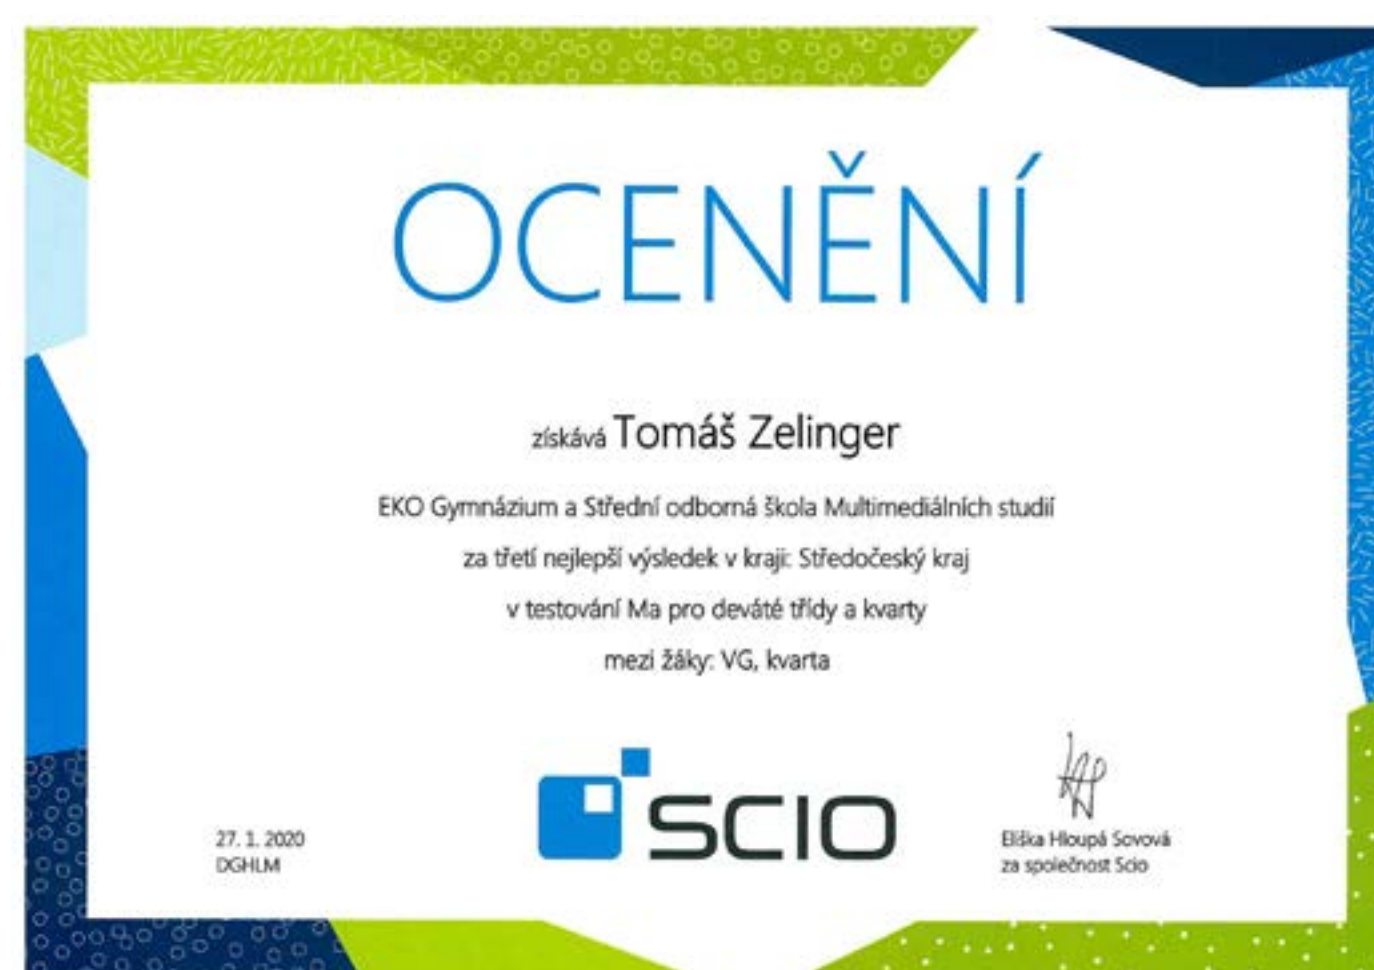 OCENĚNÍ
získává Tomáš Zelinger
EKO Gymnázium a Střední odborná škola Multimediálních studií
za třetí nejlepší výsledek v kraji: Středočeský kraj
v testování Ma pro deváté třídy a kvarty
mezi žáky: VG, kvarta
SCIO
27. 1. 2020
DGHLM
Eliška Hloupá Sovová
za společnost Scio